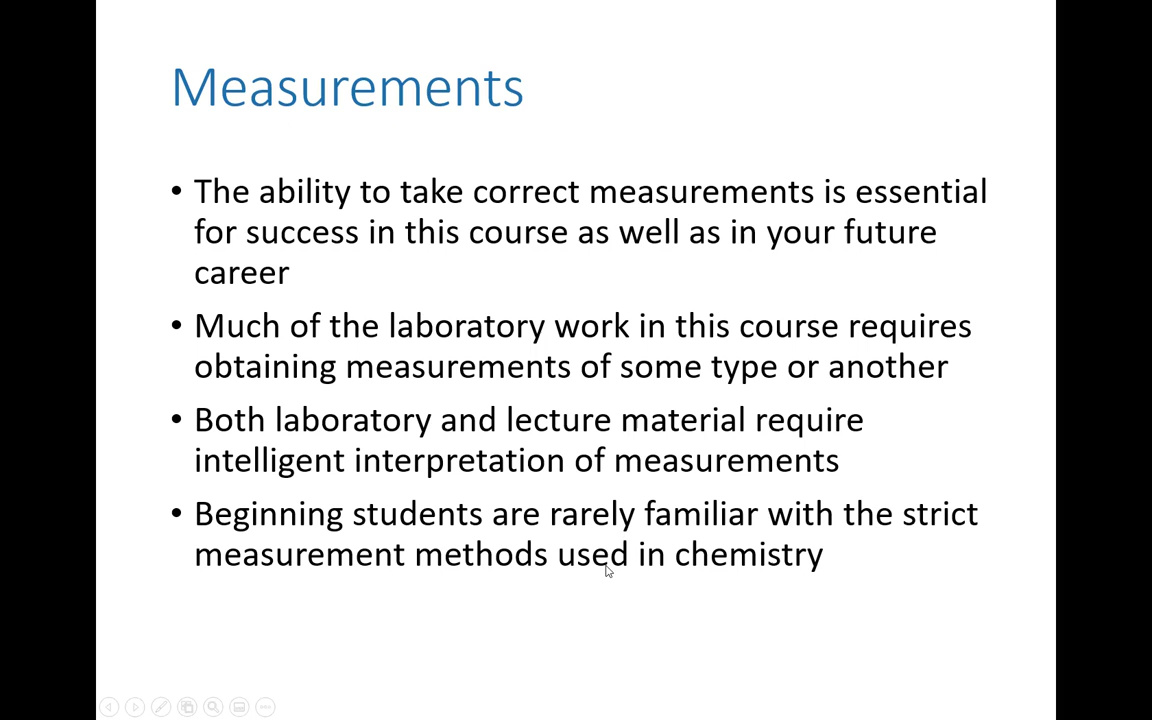 Measurements
• The ability to take correct measurements is essential
for success in this course as well as in your future
career
• Much of the laboratory work in this course requires
obtaining measurements of some type or another
• Both laboratory and lecture material require
intelligent interpretation of measurements
• Beginning students are rarely familiar with the strict
measurement methods used in chemistry